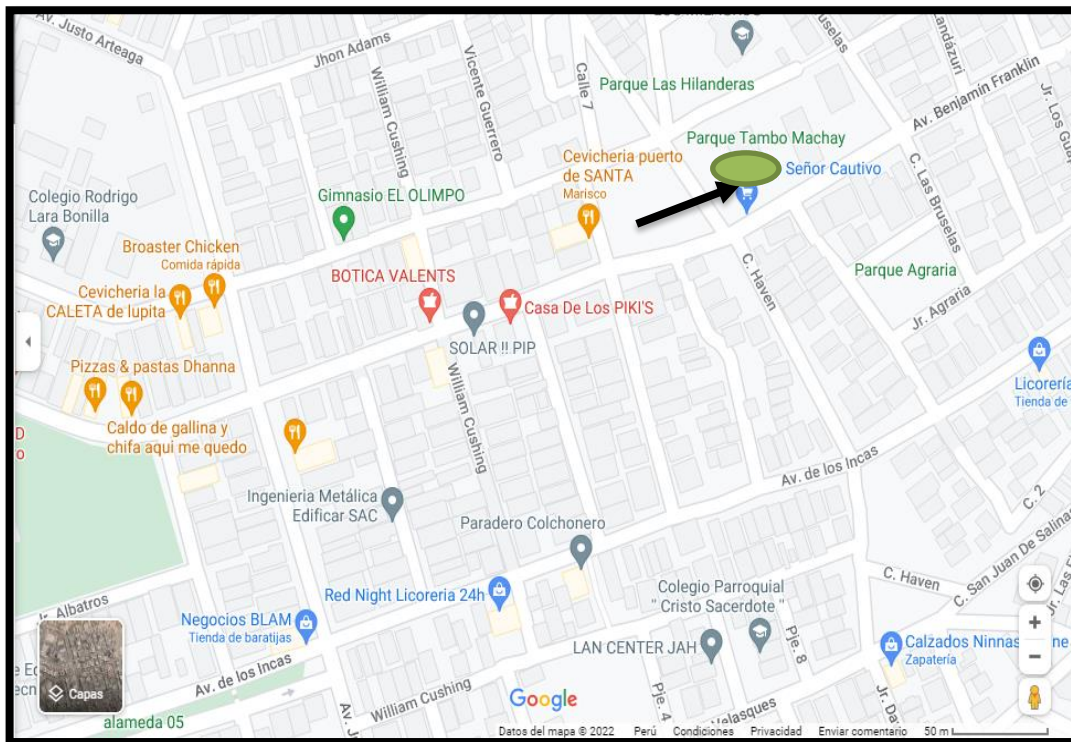 Av. Justo Arteaga
Jhon Adams
William Cushing
Vicente Guerrero
Calle 7
Parque Las Hilanderas
Av. Benjamin Franklin
Parque Tambo Machay
Señor Cautivo
Cevicheria puerto
de SANTA
Marisco
C. Las Bruselas
Colegio Rodrigo
Lara Bonilla
Gimnasio EL OLIMPO
Broaster Chicken
Comida rápida
Cevicheria la
CALETA de lupita
BOTICA VALENTS
Casa De Los PIKI'S
SOLAR !! PIP
C. Haven
Parque Agraria
Jr. Agraria
Pizzas & pastas Dhanna
Caldo de gallina y
chifa aqui me quedo
William Cushing
Licorería
Tienda de
Av. de los Incas
C. 2
Ingenieria Metálica
Edificar SAC
Paradero Colchonero
C. San Juan De Salinas
C. Haven
Red Night Licoreria 24h
Colegio Parroquial
" Cristo Sacerdote "
Jr. Albatros
Negocios BLAM
Tienda de baratijas
LAN CENTER JAH
Pje. 8
Calzados Ninnas
Zapatería
Av. de los Incas
Capas
alameda 05
William Cushing
Google
Pje. 4
Datos del mapa © 2022 Perú Condiciones Privacidad Enviar comentario 50 m